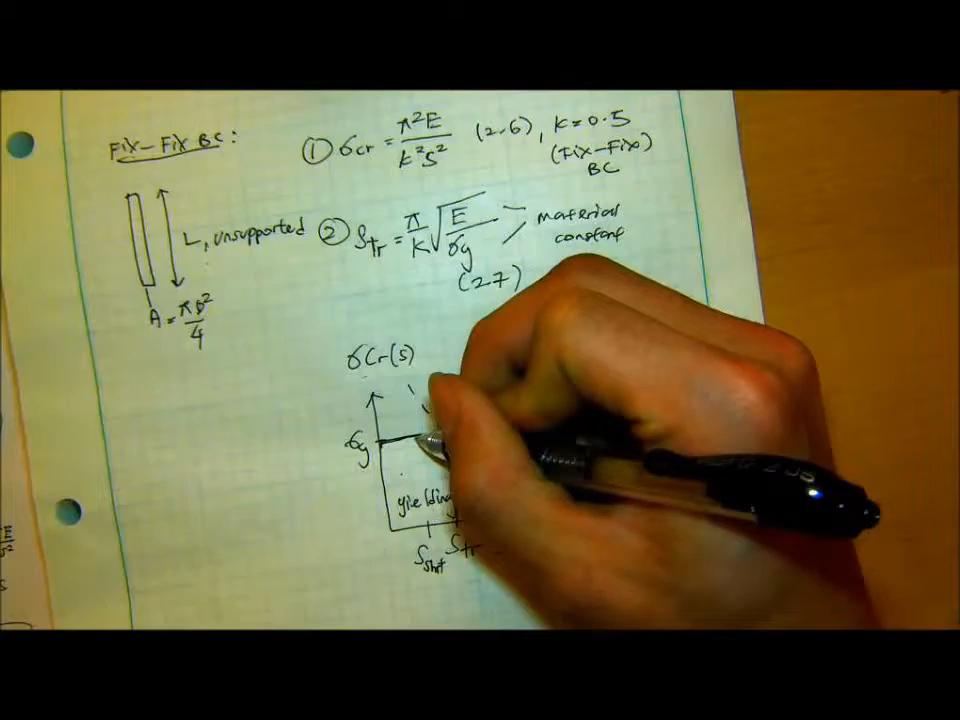 Fix-Fix BC:
① σcr = π²E / k²s² (2.6), k=0.5
(Fix-Fix)
BC
L, unsupported
② Str = π/k √(E/σy) material
constant
(2.7)
A = πD²/4
σcr(s)
σy
yielding
Sshrt Str